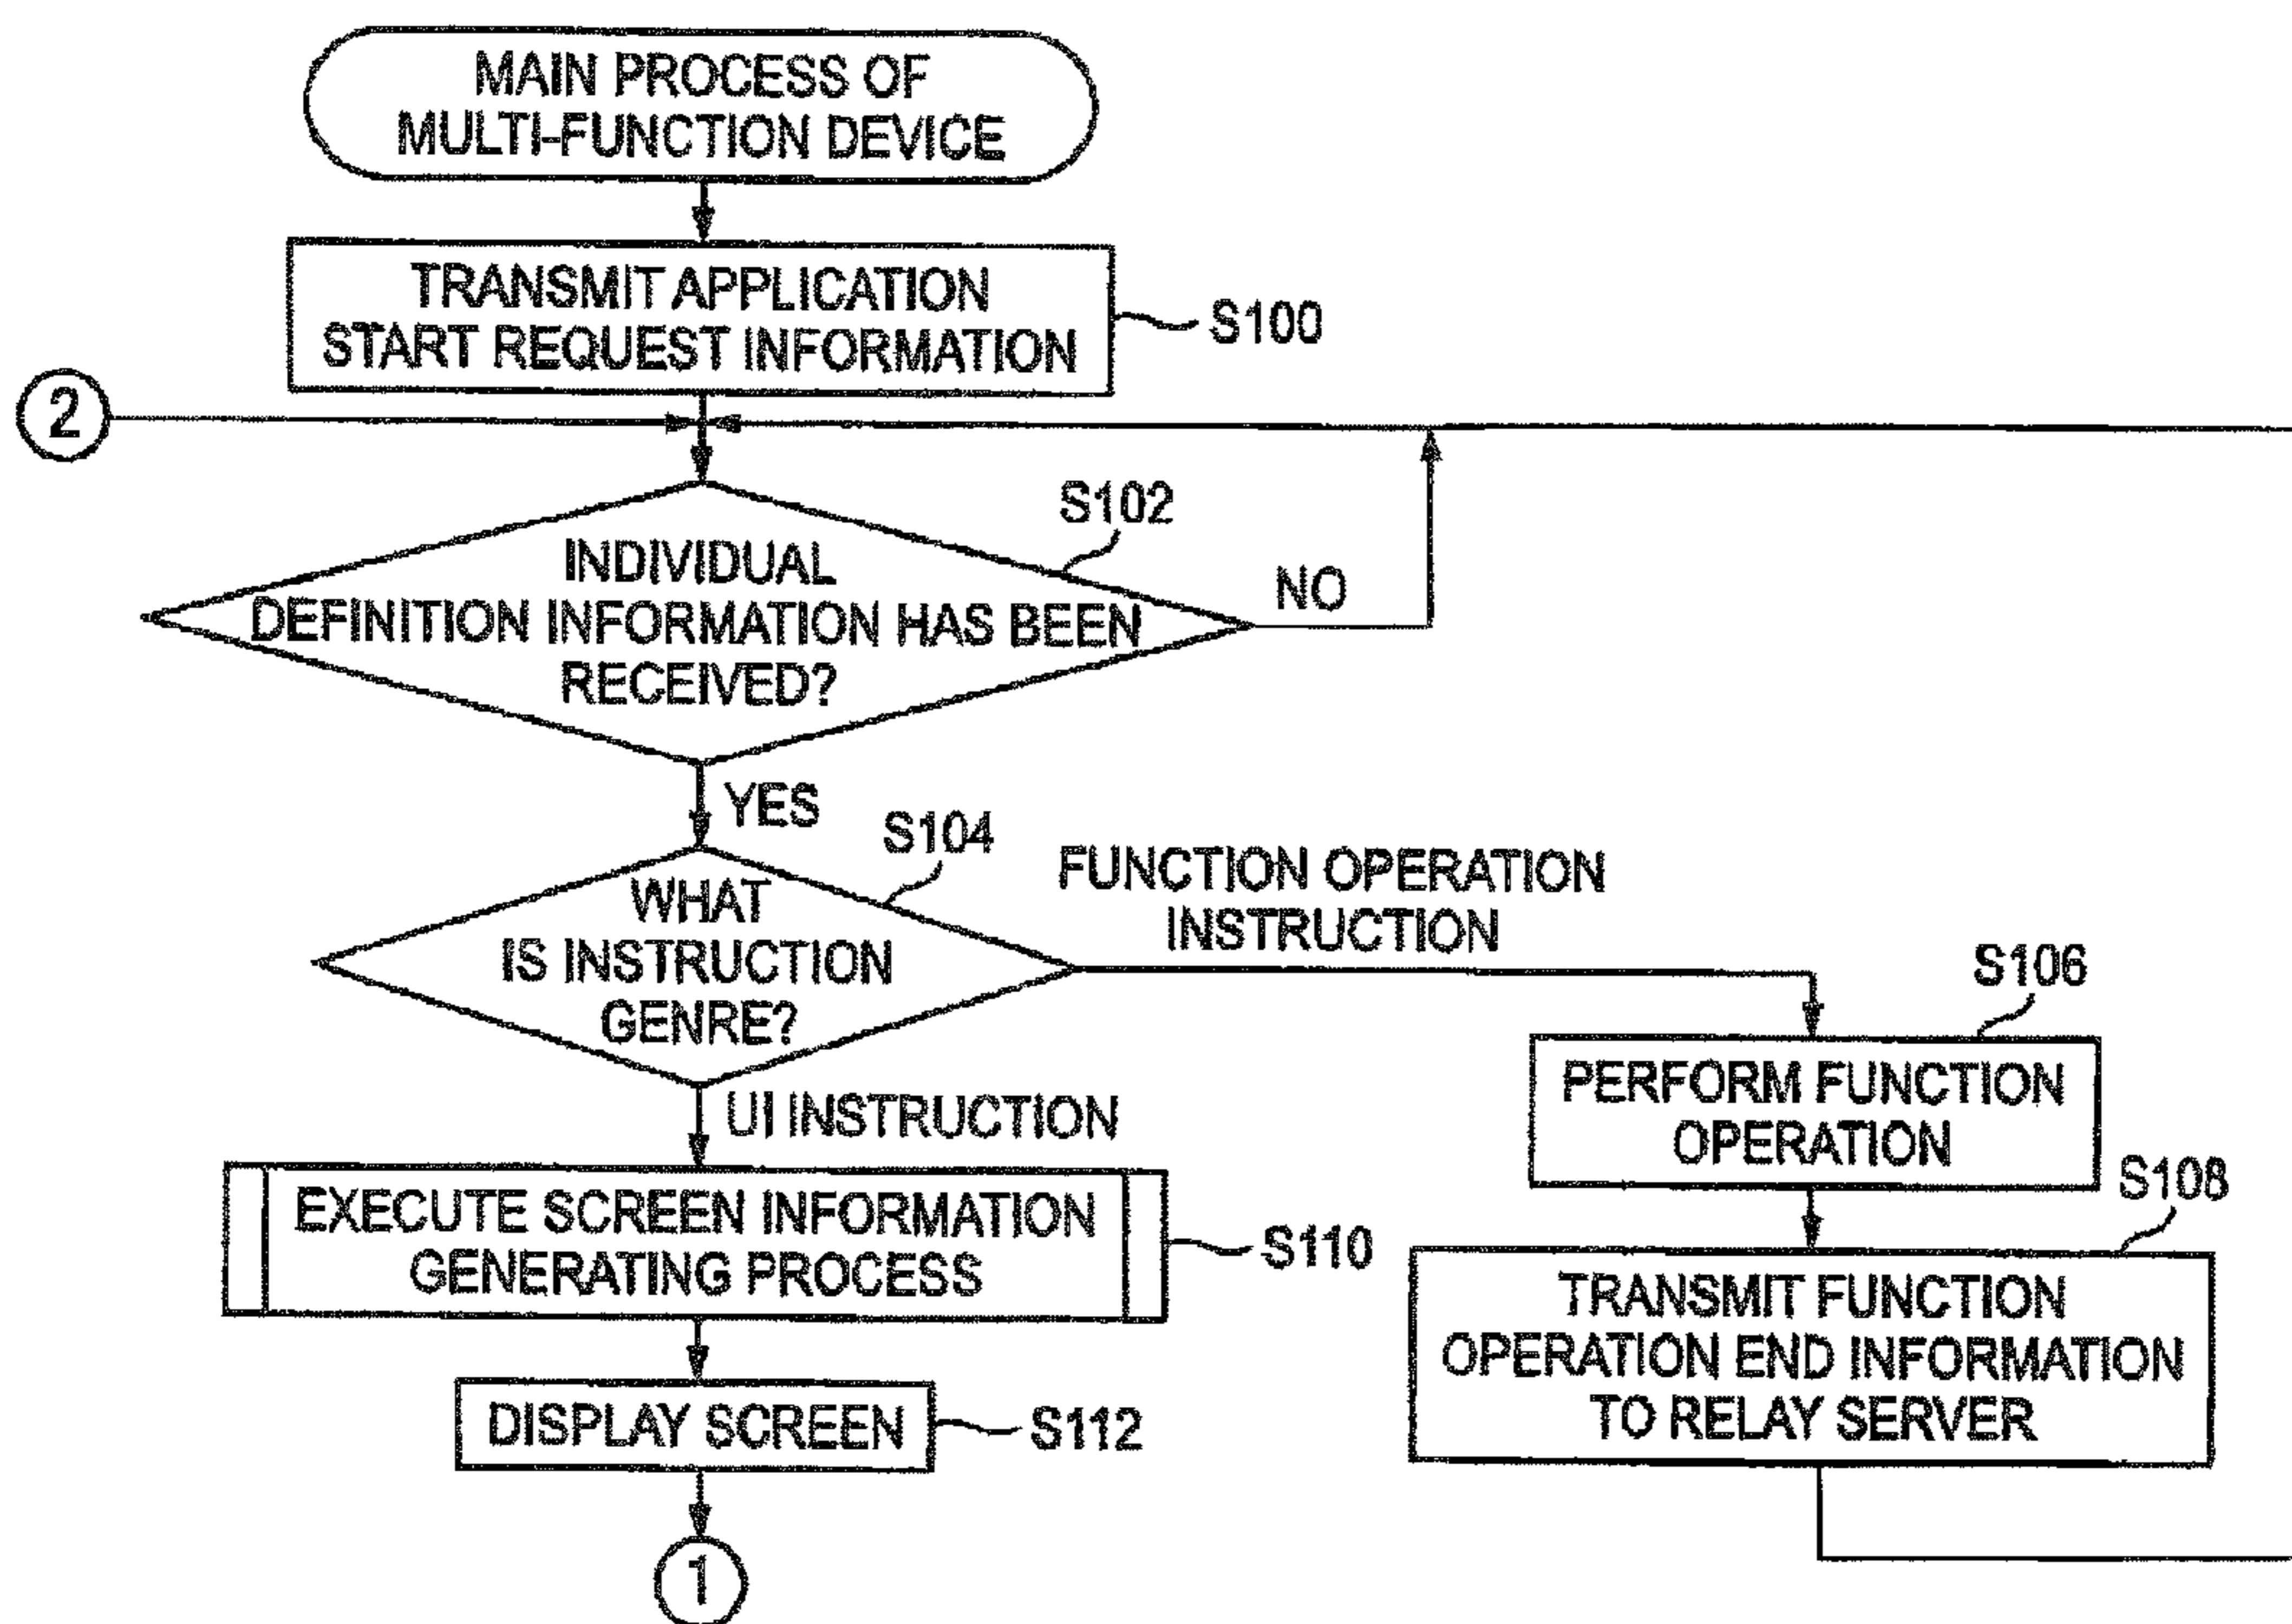 MAIN PROCESS OF
MULTI-FUNCTION DEVICE
TRANSMIT APPLICATION
START REQUEST INFORMATION
S100
2
S102
INDIVIDUAL
DEFINITION INFORMATION HAS BEEN
RECEIVED?
NO
YES
S104
WHAT
IS INSTRUCTION
GENRE?
FUNCTION OPERATION
INSTRUCTION
S106
PERFORM FUNCTION
OPERATION
UI INSTRUCTION
S108
EXECUTE SCREEN INFORMATION
GENERATING PROCESS
S110
TRANSMIT FUNCTION
OPERATION END INFORMATION
TO RELAY SERVER
DISPLAY SCREEN
S112
1